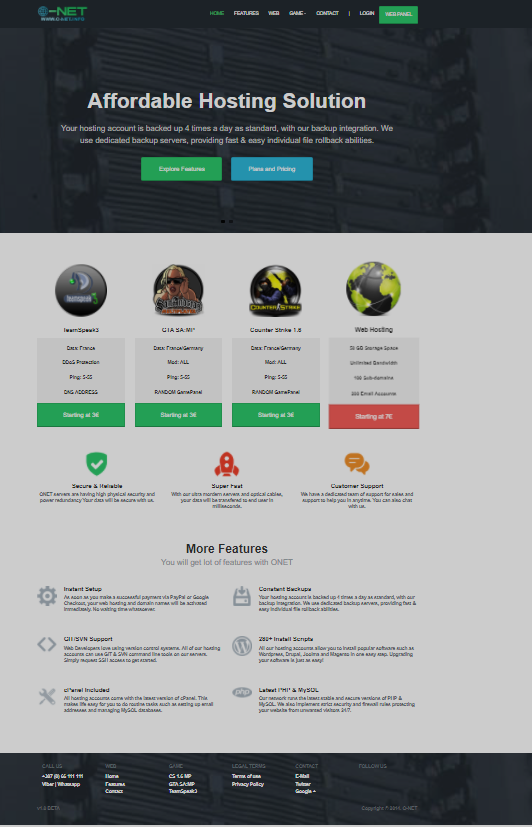 O-NET
HOME FEATURES WEB GAME CONTACT | LOGIN WEB PANEL
Affordable Hosting Solution
Your hosting account is backed up 4 times a day as standard, with our backup integration. We
use dedicated backup servers, providing fast & easy individual file rollback abilities.
Explore Features Plans and Pricing
TeamSpeak3 GTA SA:MP Counter Strike 1.6 Web Hosting
Data: France Data: France/Germany Data: France/Germany 20 GB Storage Space
DDoS Protection Mod: ALL Mod: ALL Unlimited Bandwidth
Ping: 5-55 Ping: 5-55 Ping: 5-55 Sub-domains
DNS ADDRESS RANDOM GamePanel RANDOM GamePanel Email Accounts
Starting at 3€ Starting at 3€ Starting at 3€ Starting at 7€
Secure & Reliable Super Fast Customer Support
ONET servers are having high physical security and With our ultra mordern servers and optical cables, We have a dedicated team of support for sales and
power redundancy Your data will be secure with us. your data will be transfered to end user in support to help you in anytime. You can also chat
milliseconds. with us.
More Features
You will get lot of features with ONET
Instant Setup Constant Backups
As soon as you make a successful payment via PayPal or Google Your hosting account is backed up 4 times a day as standard, with our
Checkout, your web hosting and domain names will be activated backup integration. We use dedicated backup servers, providing fast &
immediately. No waiting time whatsoever. easy individual file rollback abilities.
GIT/SVN Support 280+ Install Scripts
Web Developers love using version control systems. All of our hosting All our hosting accounts allow you to install popular software such as
accounts can use GIT & SVN command line tools on our servers. Wordpress, Drupal, Joomla and Magento in one easy step. Upgrading
Simply request SSH access to get started. your software is just as easy!
cPanel Included php Latest PHP & MySQL
All hosting accounts come with the latest version of cPanel. This Our network runs the latest stable and secure versions of PHP &
makes life easy for you to do routine tasks such as setting up email MySQL. We also implement strict security and firewall rules protecting
addresses and managing MySQL databases. your website from unwanted visitors 24/7.
CALL US WEB GAME LEGAL TERMS CONTACT FOLLOW US
+387 (0) 66 111 111 Home CS 1.6 MP Terms of use E-Mail
Viber | Whatsapp Features GTA SA:MP Privacy Policy Twitter
Contact TeamSpeak3 Google +
BETA Copyright © O-NET